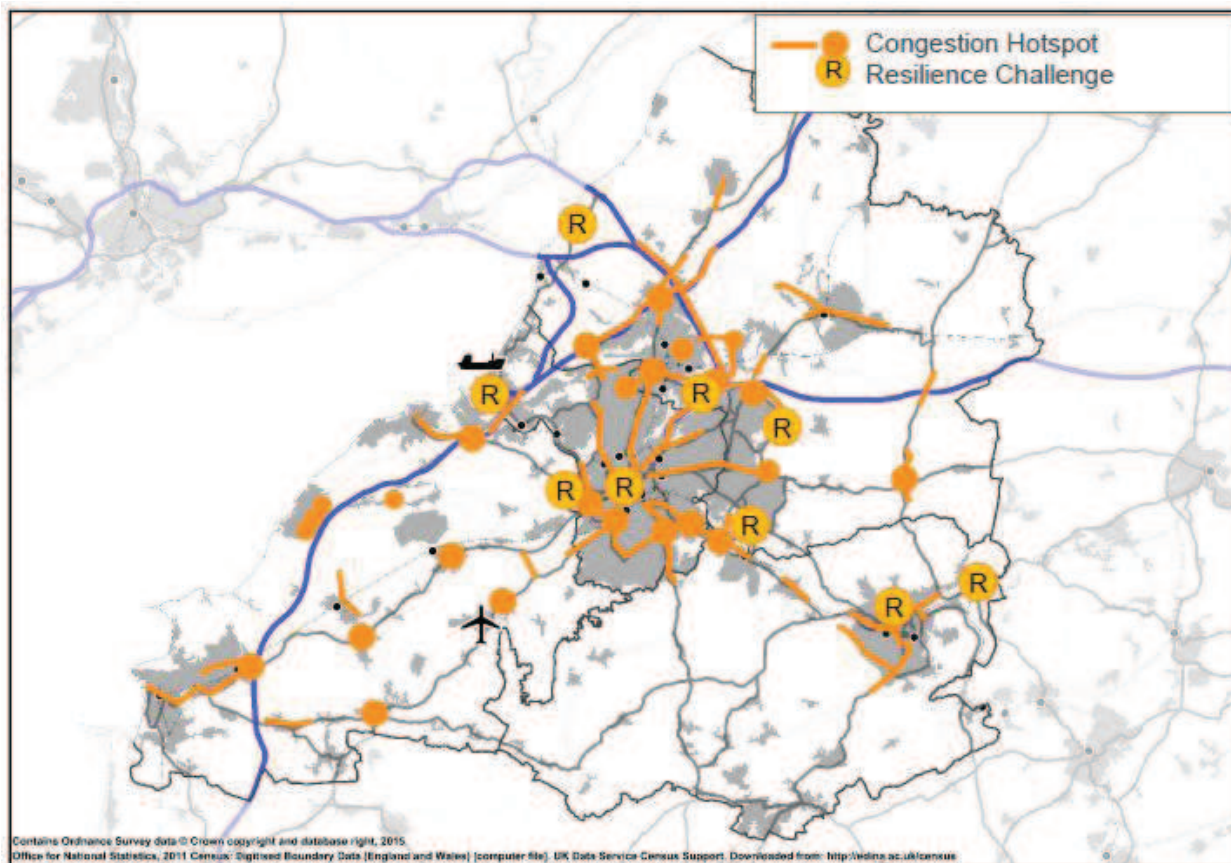 Congestion Hotspot
R Resilience Challenge
R
R
R
R
R
R
R
R
R
Contains Ordnance Survey data © Crown copyright and database right, 2015
Office for National Statistics, 2011 Census: Digitised Boundary Data (England and Wales) [computer file]. UK Data Service Census Support. Downloaded from: http://edina.ac.uk/census